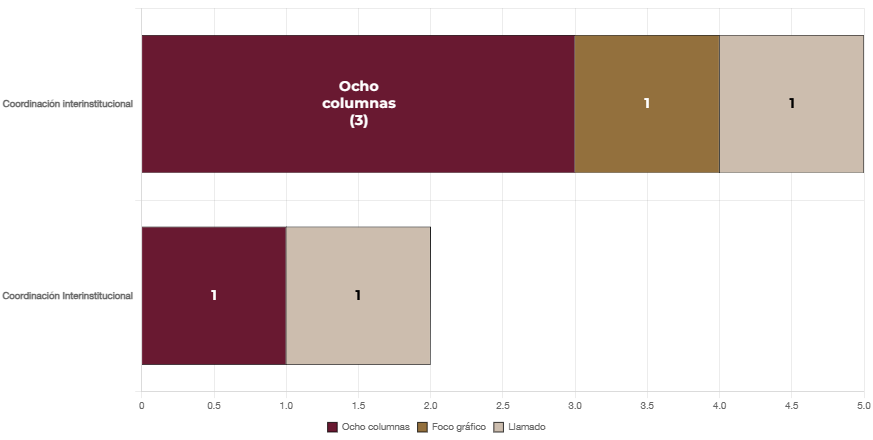 Ocho
columnas
(3)
1
1
Coordinación interinstitucional
1
1
Coordinación Interinstitucional
0
0.5
1.0
1.5
2.0
2.5
3.0
3.5
4.0
4.5
5.0
Ocho columnas
Foco gráfico
Llamado